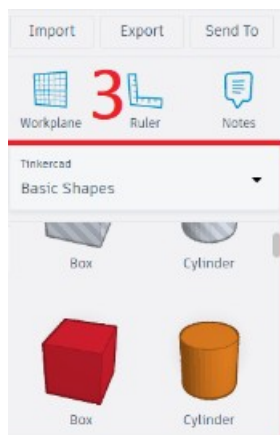 Import Export Send To
3
Workplane Ruler Notes
Tinkercad
Basic Shapes
Box Cylinder
Box Cylinder